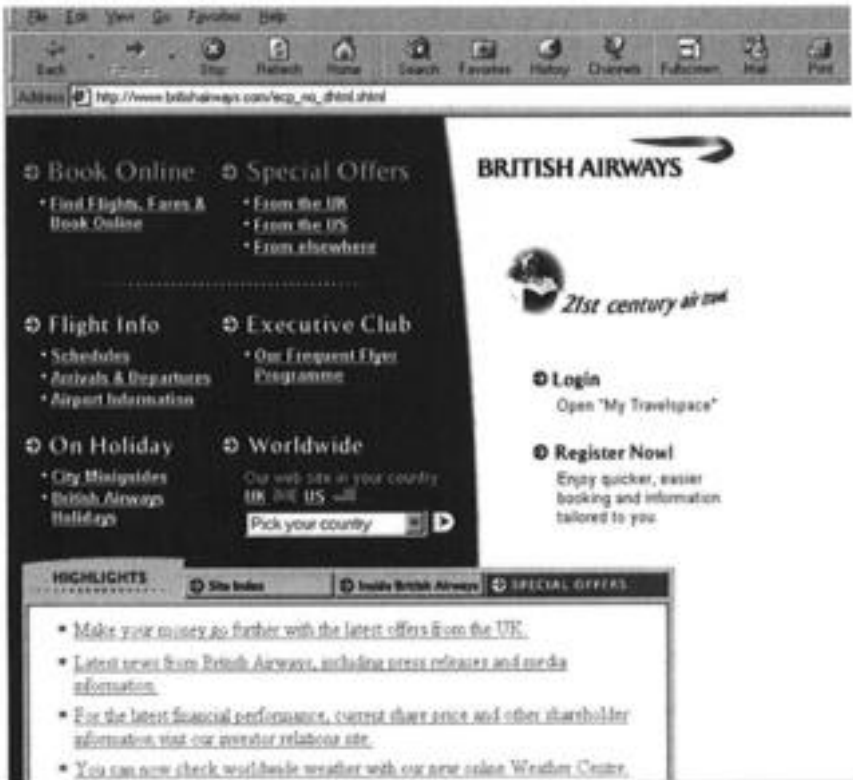 File Edit View Go Favorites Help
Back
Stop Refresh Home Search Favorites History Channels Fullscreen Mail Print
Address http://www.britishairways.com/ecp_no_dhtml.shtml
Book Online
Find Flights, Fares &
Book Online
Special Offers
From the UK
From the US
From elsewhere
BRITISH AIRWAYS
21st century air travel
Flight Info
Schedules
Arrivals & Departures
Airport Information
Executive Club
Our Frequent Flyer
Programme
Login
Open "My Travelspace"
On Holiday
City Miniguides
British Airways
Holidays
Worldwide
Our web site in your country
UK US
Pick your country
Register Now!
Enjoy quicker, easier
booking and information
tailored to you
HIGHLIGHTS
Site Index
Inside British Airways
SPECIAL OFFERS
Make your money go further with the latest offers from the UK.
Latest news from British Airways, including press releases and media
information.
For the latest financial performance, current share price and other shareholder
information visit our investor relations site.
You can now check worldwide weather with our new online Weather Centre.